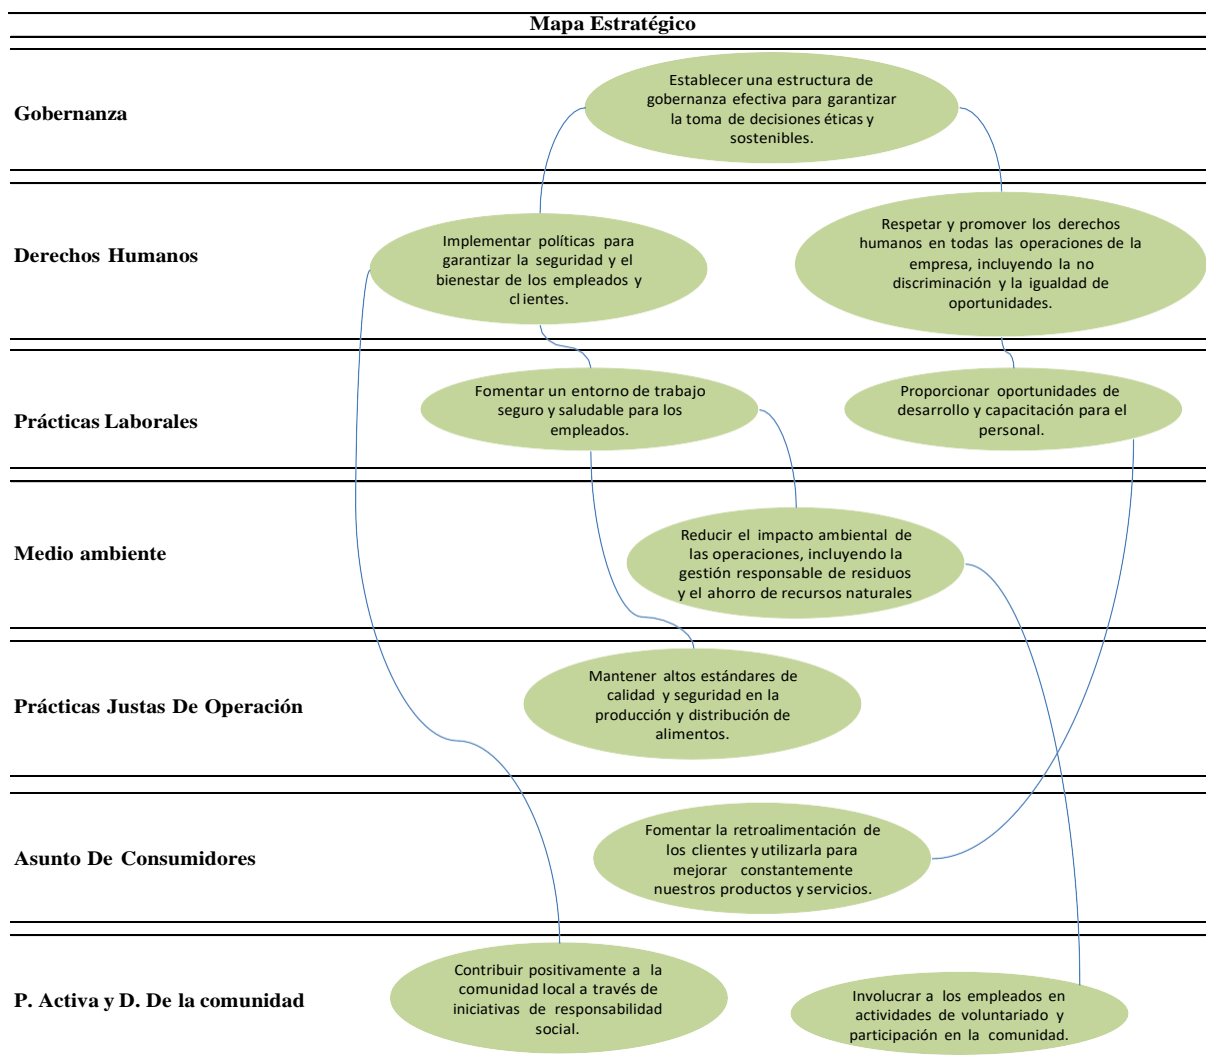 Mapa Estratégico
Gobernanza
Establecer una estructura de
gobernanza efectiva para garantizar
la toma de decisiones éticas y
sostenibles.
Derechos Humanos
Implementar políticas para
garantizar la seguridad y el
bienestar de los empleados y
clientes.
Respetar y promover los derechos
humanos en todas las operaciones de la
empresa, incluyendo la no
discriminación y la igualdad de
oportunidades.
Prácticas Laborales
Fomentar un entorno de trabajo
seguro y saludable para los
empleados.
Proporcionar oportunidades de
desarrollo y capacitación para el
personal.
Medio ambiente
Reducir el impacto ambiental de
las operaciones, incluyendo la
gestión responsable de residuos
y el ahorro de recursos naturales
Prácticas Justas De Operación
Mantener altos estándares de
calidad y seguridad en la
producción y distribución de
alimentos.
Asunto De Consumidores
Fomentar la retroalimentación de
los clientes y utilizarla para
mejorar constantemente
nuestros productos y servicios.
P. Activa y D. De la comunidad
Contribuir positivamente a la
comunidad local a través de
iniciativas de responsabilidad
social.
Involucrar a los empleados en
actividades de voluntariado y
participación en la comunidad.